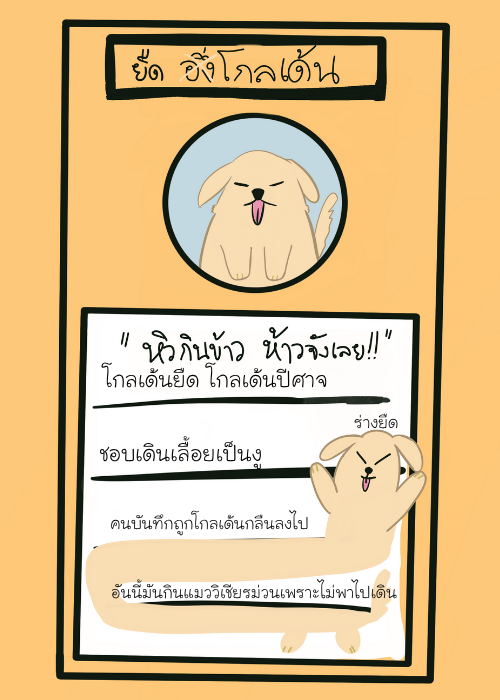 ยืด อึ่งโกลเด้น
" หิวกินข้าว ห้าวจังเลย!! "
โกลเด้นยืด โกลเด้นปีศาจ
ร่างยืด
ชอบเดินเลื้อยเป็นงู
คนบันทึกถูกโกลเด้นกลืนลงไป
อันนี้มันกินแมววิเชียรม่วนเพราะไม่พาไปเดิน